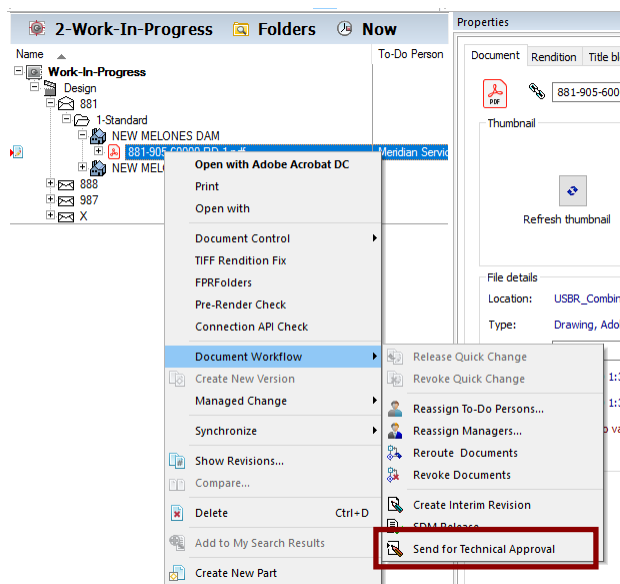 2-Work-In-Progress Folders Now
Name To-Do Person
Work-In-Progress
Design
881
1-Standard
NEW MELONES DAM
Meridian Servic
NEW
888
987
X
Open with Adobe Acrobat DC
Print
Open with
Document Control
TIFF Rendition Fix
FPRFolders
Pre-Render Check
Connection API Check
Document Workflow
Create New Version
Managed Change
Synchronize
Show Revisions...
Compare...
Delete Ctrl+D
Add to My Search Results
Create New Part
Release Quick Change
Revoke Quick Change
Reassign To-Do Persons...
Reassign Managers...
Reroute Documents
Revoke Documents
Create Interim Revision
SDM Release
Send for Technical Approval
Properties
Document Rendition Title bl
PDF
881-905-600
Thumbnail
Refresh thumbnail
File details
Location: USBR_Combin
Type: Drawing, Ado